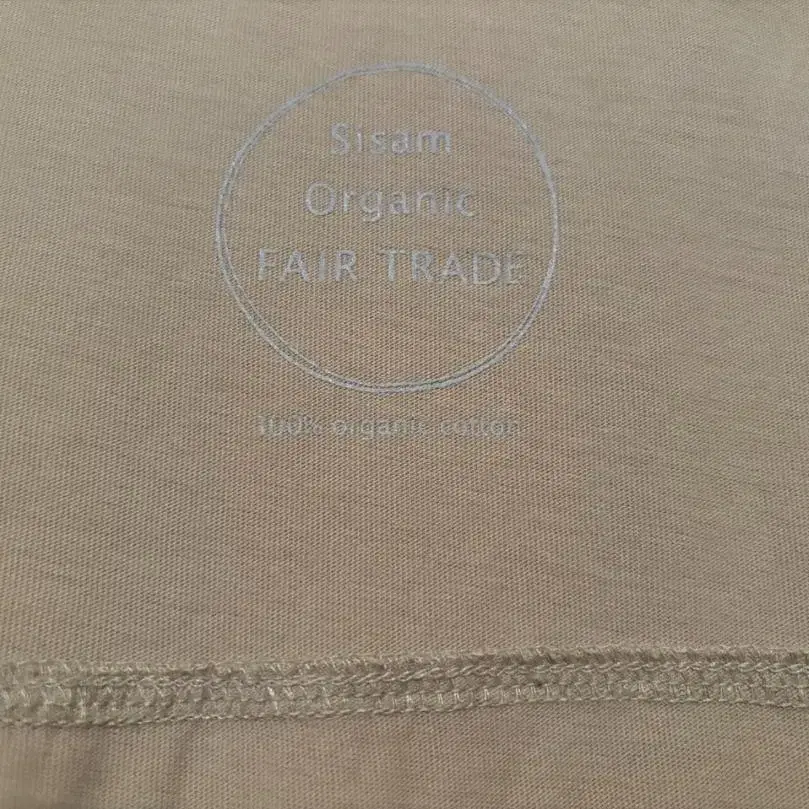 Sisam
Organic
FAIR TRADE
100% organic cotton